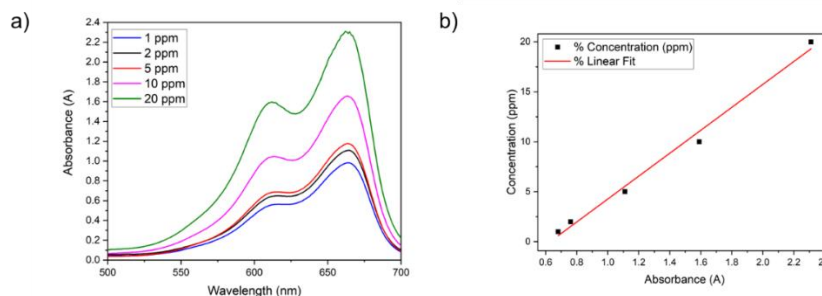 a)
2.4
2.2
2.0
1.8
1.6
1.4
1.2
1.0
0.8
0.6
0.4
0.2
0.0
Absorbance (A)
1 ppm
2 ppm
5 ppm
10 ppm
20 ppm
500
550
600
650
700
Wavelength (nm)
b)
20
15
10
5
0
Concentration (ppm)
% Concentration (ppm)
% Linear Fit
0.6
0.8
1.0
1.2
1.4
1.6
1.8
2.0
2.2
Absorbance (A)